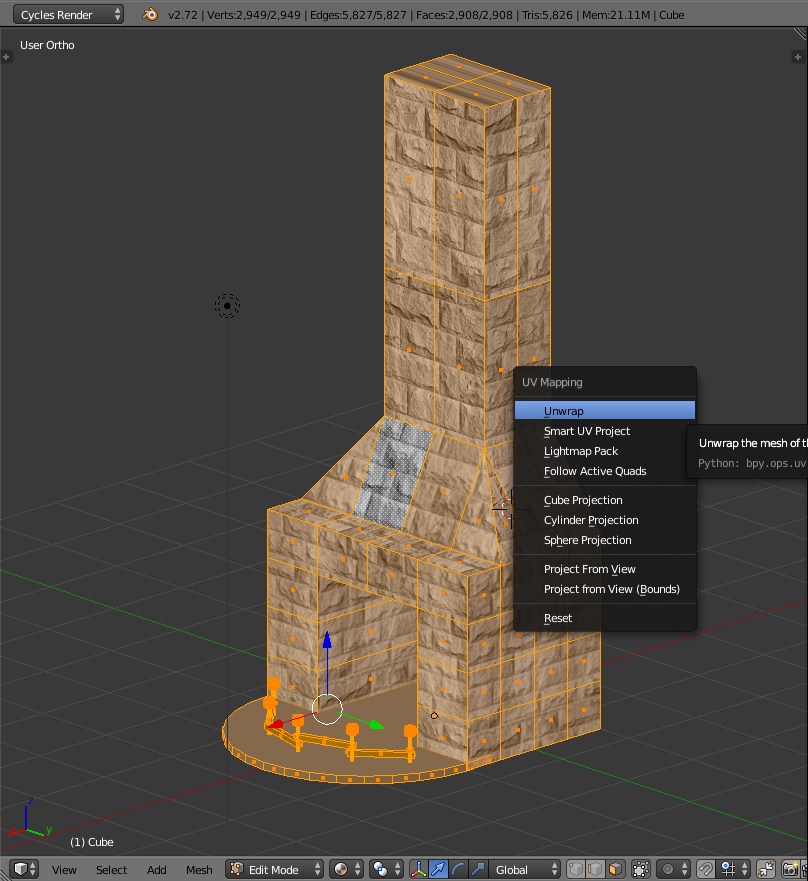 Cycles Render
v2.72 | Verts:2,949/2,949 | Edges:5,827/5,827 | Faces:2,908/2,908 | Tris:5,826 | Mem:21.11M | Cube
User Ortho
UV Mapping
Unwrap
Smart UV Project
Lightmap Pack
Follow Active Quads
Cube Projection
Cylinder Projection
Sphere Projection
Project From View
Project from View (Bounds)
Reset
Unwrap the mesh of th
Python: bpy.ops.uv
z
x
y
(1) Cube
View
Select
Add
Mesh
Edit Mode
Global